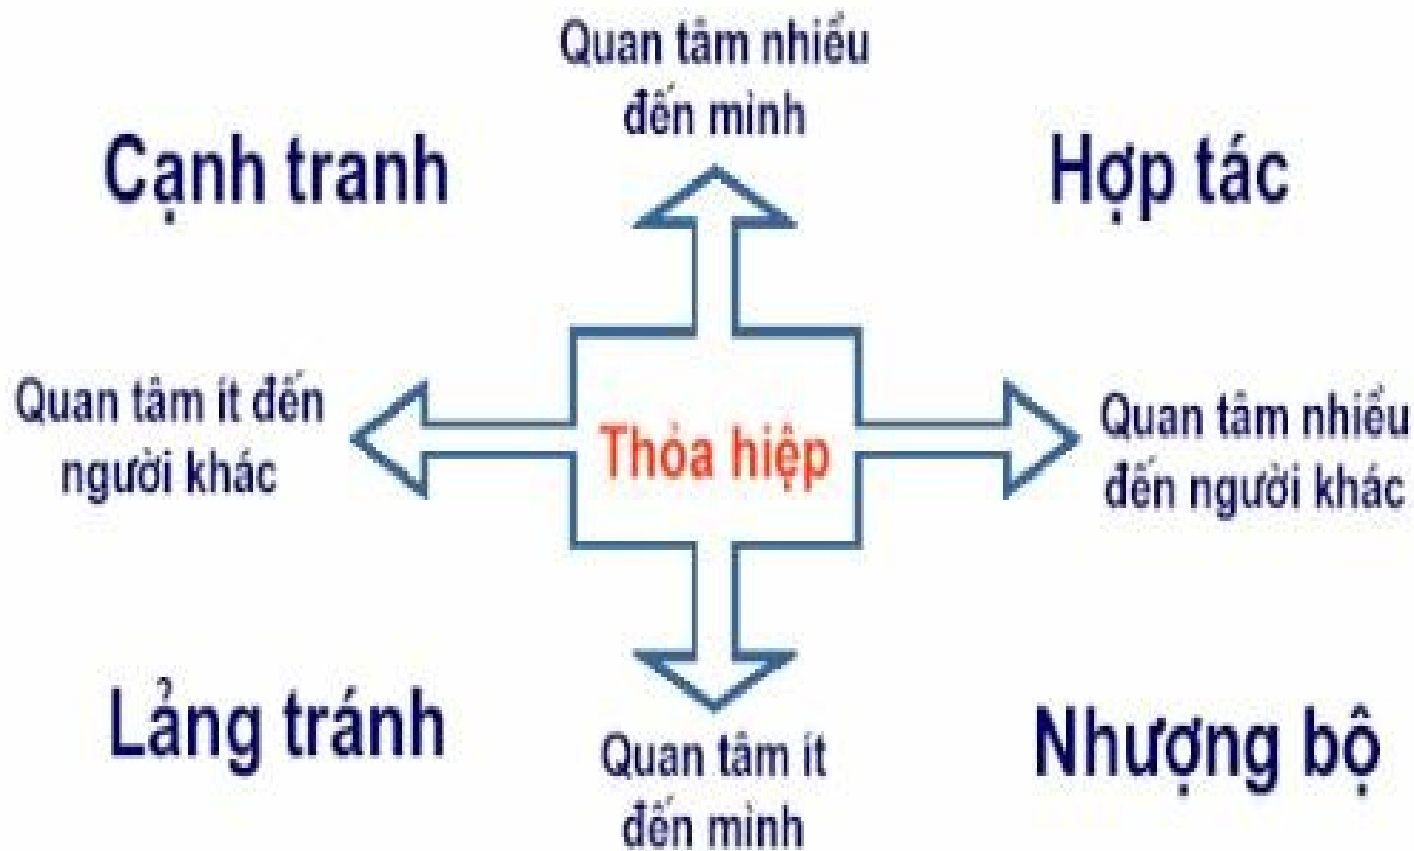 Quan tâm nhiều
đến mình
Cạnh tranh
Hợp tác
Quan tâm ít đến
người khác
Thỏa hiệp
Quan tâm nhiều
đến người khác
Lảng tránh
Nhượng bộ
Quan tâm ít
đến mình